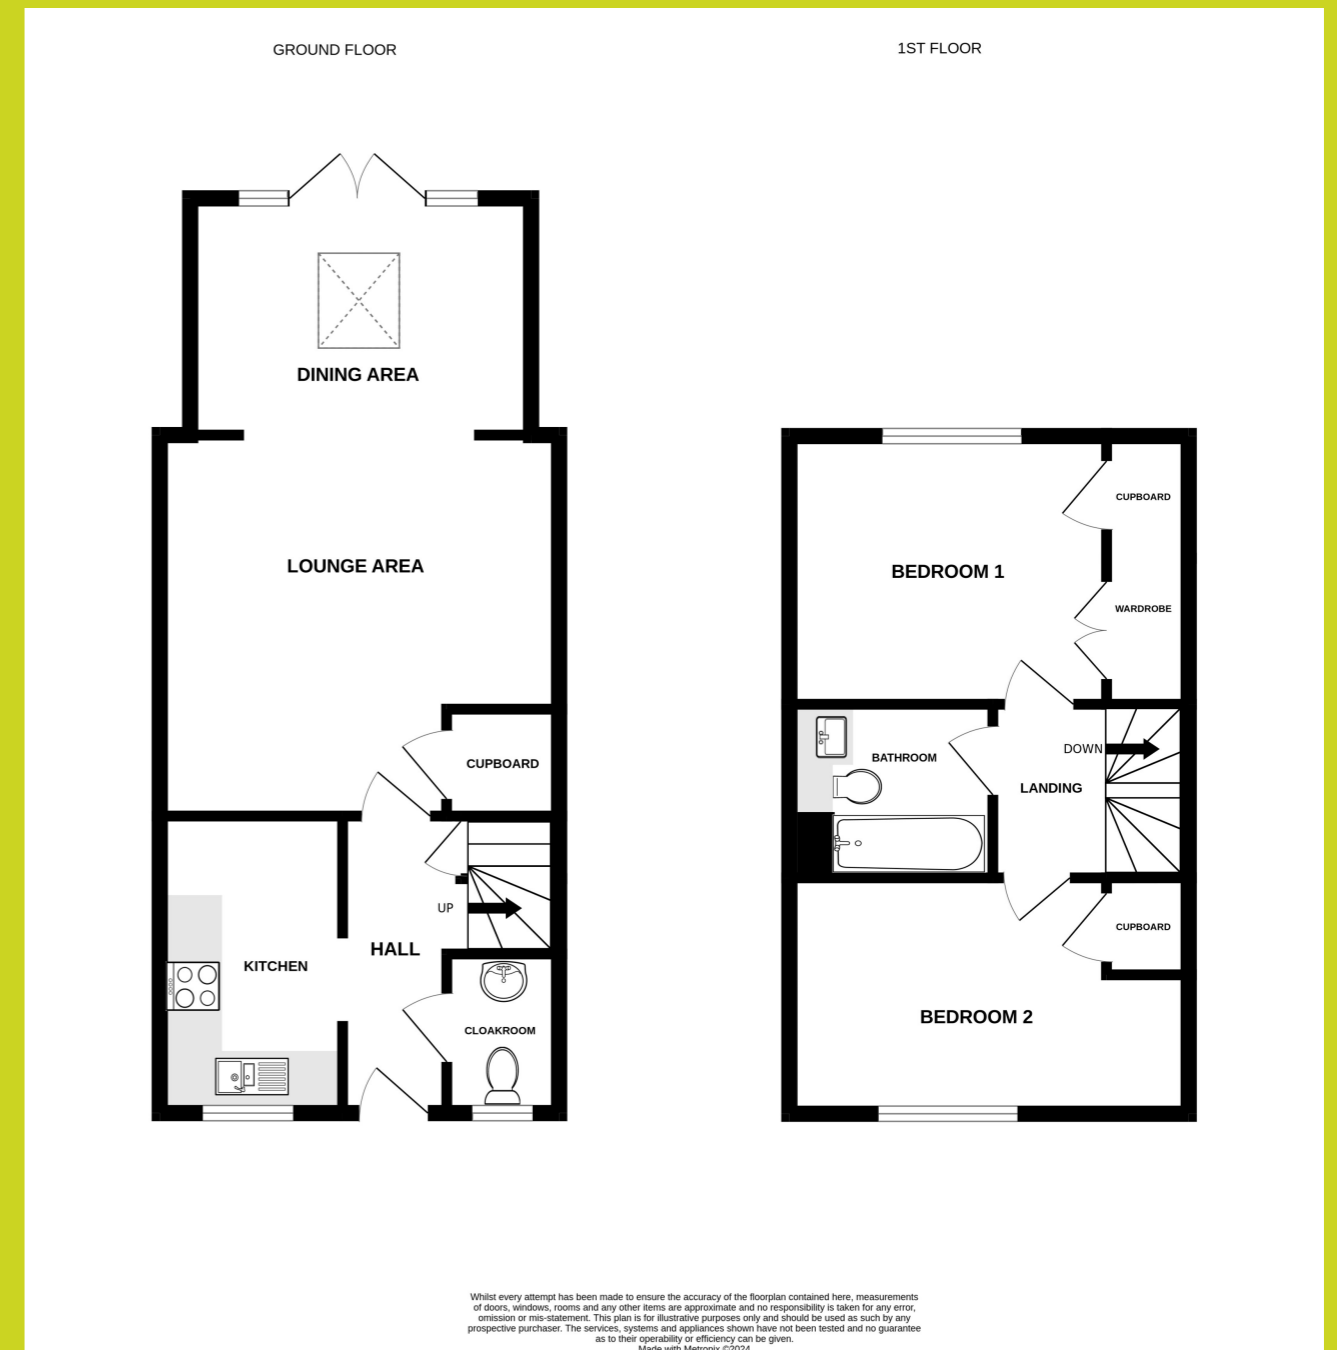 GROUND FLOOR
1ST FLOOR
DINING AREA
LOUNGE AREA
CUPBOARD
UP
HALL
KITCHEN
CLOAKROOM
CUPBOARD
BEDROOM 1
WARDROBE
DOWN
BATHROOM
LANDING
CUPBOARD
BEDROOM 2
Whilst every attempt has been made to ensure the accuracy of the floorplan contained here, measurements
of doors, windows, rooms and any other items are approximate and no responsibility is taken for any error,
omission or mis-statement. This plan is for illustrative purposes only and should be used as such by any
prospective purchaser. The services, systems and appliances shown have not been tested and no guarantee
as to their operability or efficiency can be given.
Made with Metropix ©2024